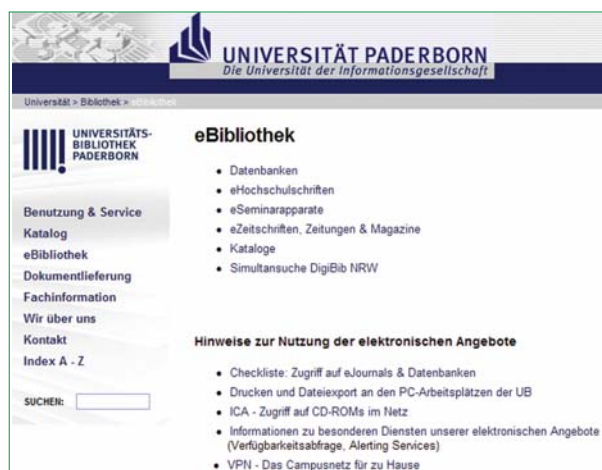 UNIVERSITÄT PADERBORN
Die Universität der Informationsgesellschaft
Universität > Bibliothek > eBibliothek
UNIVERSITÄTS-
BIBLIOTHEK
PADERBORN
Benutzung & Service
Katalog
eBibliothek
Dokumentlieferung
Fachinformation
Wir über uns
Kontakt
Index A - Z
SUCHEN:
eBibliothek
• Datenbanken
• eHochschulschriften
• eSeminarapparate
• eZeitschriften, Zeitungen & Magazine
• Kataloge
• Simultansuche DigiBib NRW
Hinweise zur Nutzung der elektronischen Angebote
• Checkliste: Zugriff auf eJournals & Datenbanken
• Drucken und Dateiexport an den PC-Arbeitsplätzen der UB
• ICA - Zugriff auf CD-ROMs im Netz
• Informationen zu besonderen Diensten unserer elektronischen Angebote
(Verfügbarkeitsabfrage, Alerting Services)
• VPN - Das Campusnetz für zu Hause